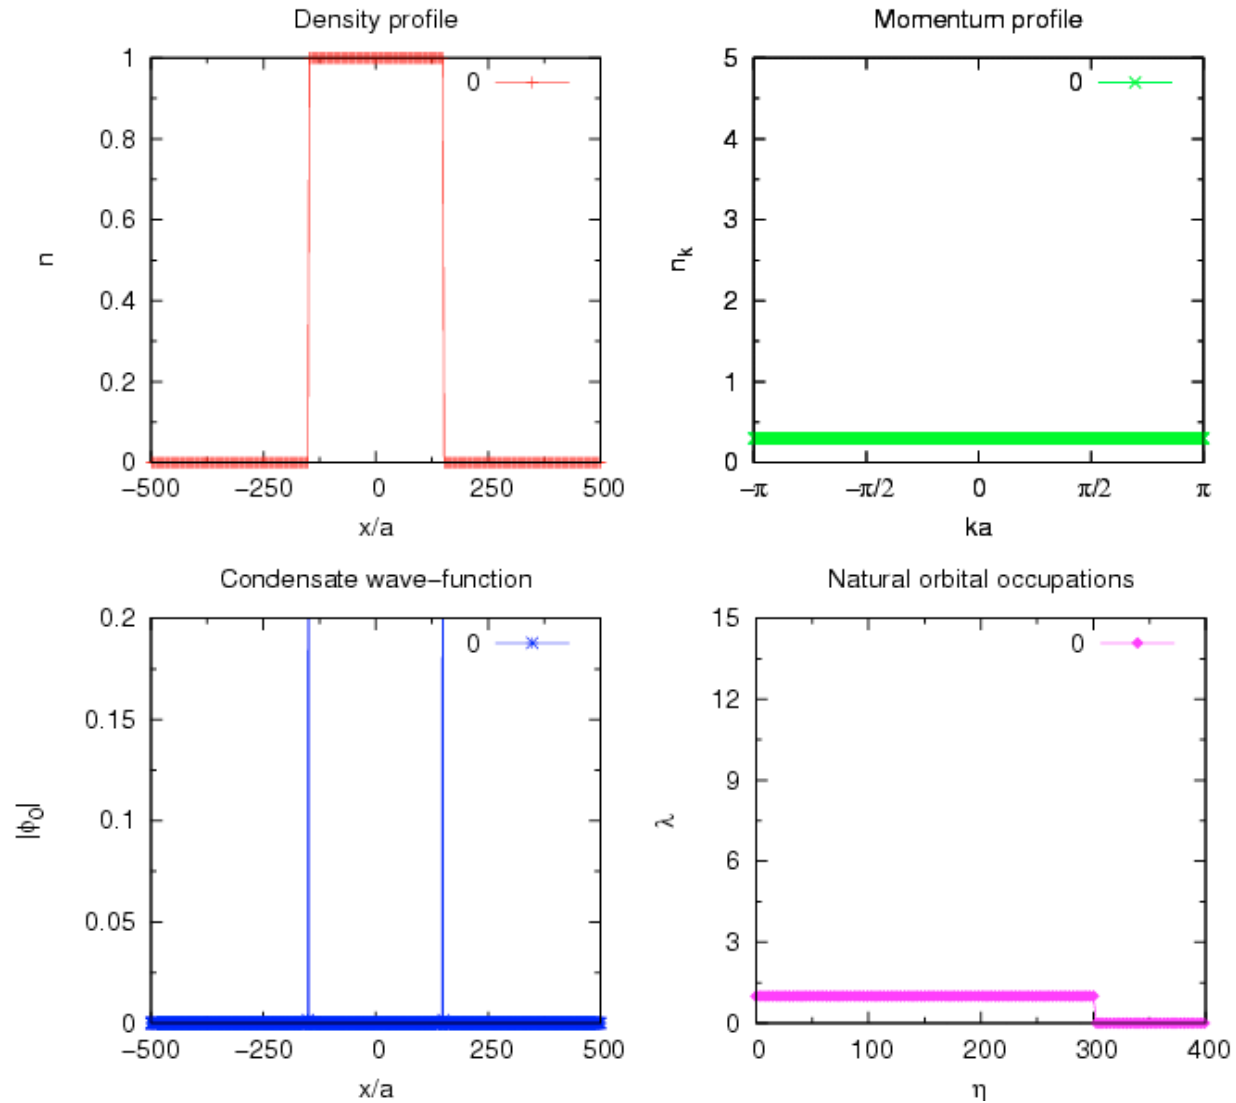 Density profile
1
0.8
0.6
0.4
0.2
0
n
0
−500
−250
0
250
500
x/a
Momentum profile
5
4
3
2
1
0
nₖ
0
−π
−π/2
0
π/2
π
ka
Condensate wave−function
0.2
0.15
0.1
0.05
0
|ϕ₀|
0
−500
−250
0
250
500
x/a
Natural orbital occupations
15
12
9
6
3
0
λ
0
0
100
200
300
400
η